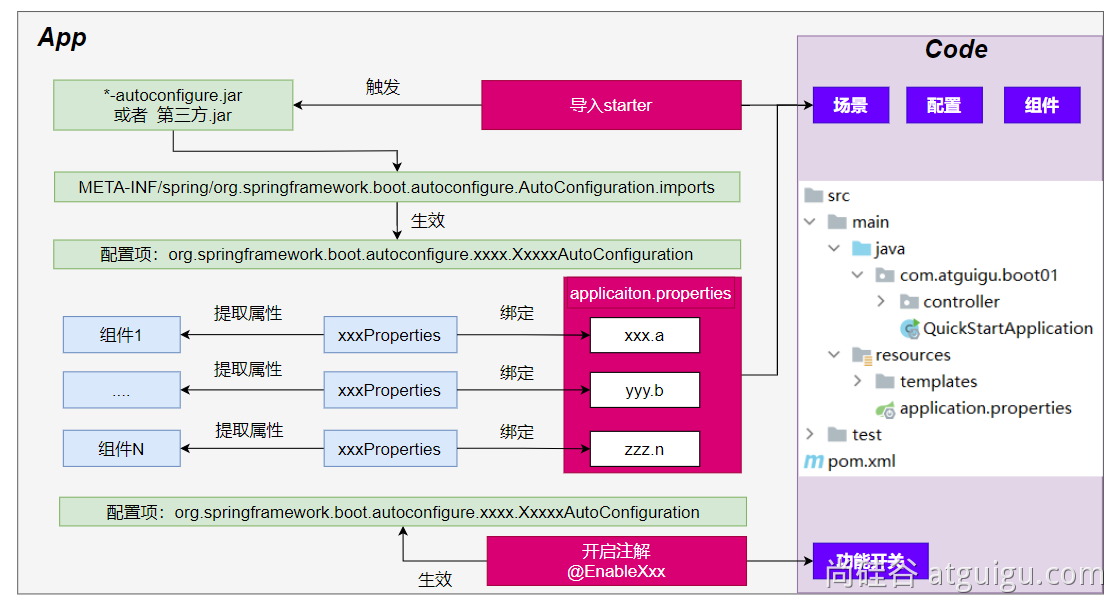 App
Code
*-autoconfigure.jar
或者 第三方.jar
触发
导入starter
场景
配置
组件
META-INF/spring/org.springframework.boot.autoconfigure.AutoConfiguration.imports
生效
配置项：org.springframework.boot.autoconfigure.xxxx.XxxxxAutoConfiguration
applicaiton.properties
组件1
提取属性
xxxProperties
绑定
xxx.a
....
提取属性
xxxProperties
绑定
yyy.b
组件N
提取属性
xxxProperties
绑定
zzz.n
src
main
java
com.atguigu.boot01
controller
QuickStartApplication
resources
templates
application.properties
test
pom.xml
配置项：org.springframework.boot.autoconfigure.xxxx.XxxxxAutoConfiguration
生效
开启注解
@EnableXxx
功能开关
尚硅谷 atguigu.com